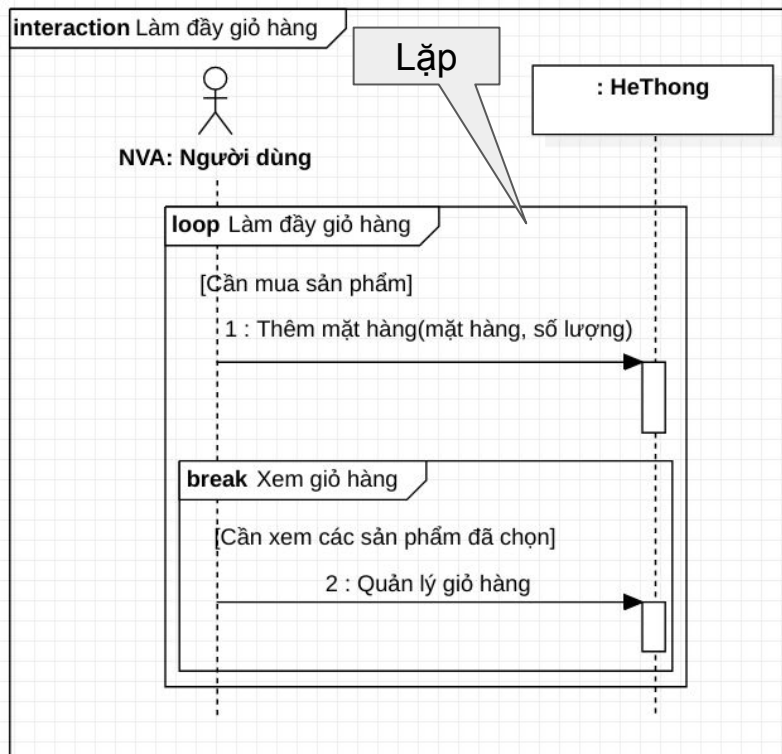 interaction Làm đầy giỏ hàng
Lặp
: HeThong
NVA: Người dùng
loop Làm đầy giỏ hàng
[Cần mua sản phẩm]
1 : Thêm mặt hàng(mặt hàng, số lượng)
break Xem giỏ hàng
[Cần xem các sản phẩm đã chọn]
2 : Quản lý giỏ hàng